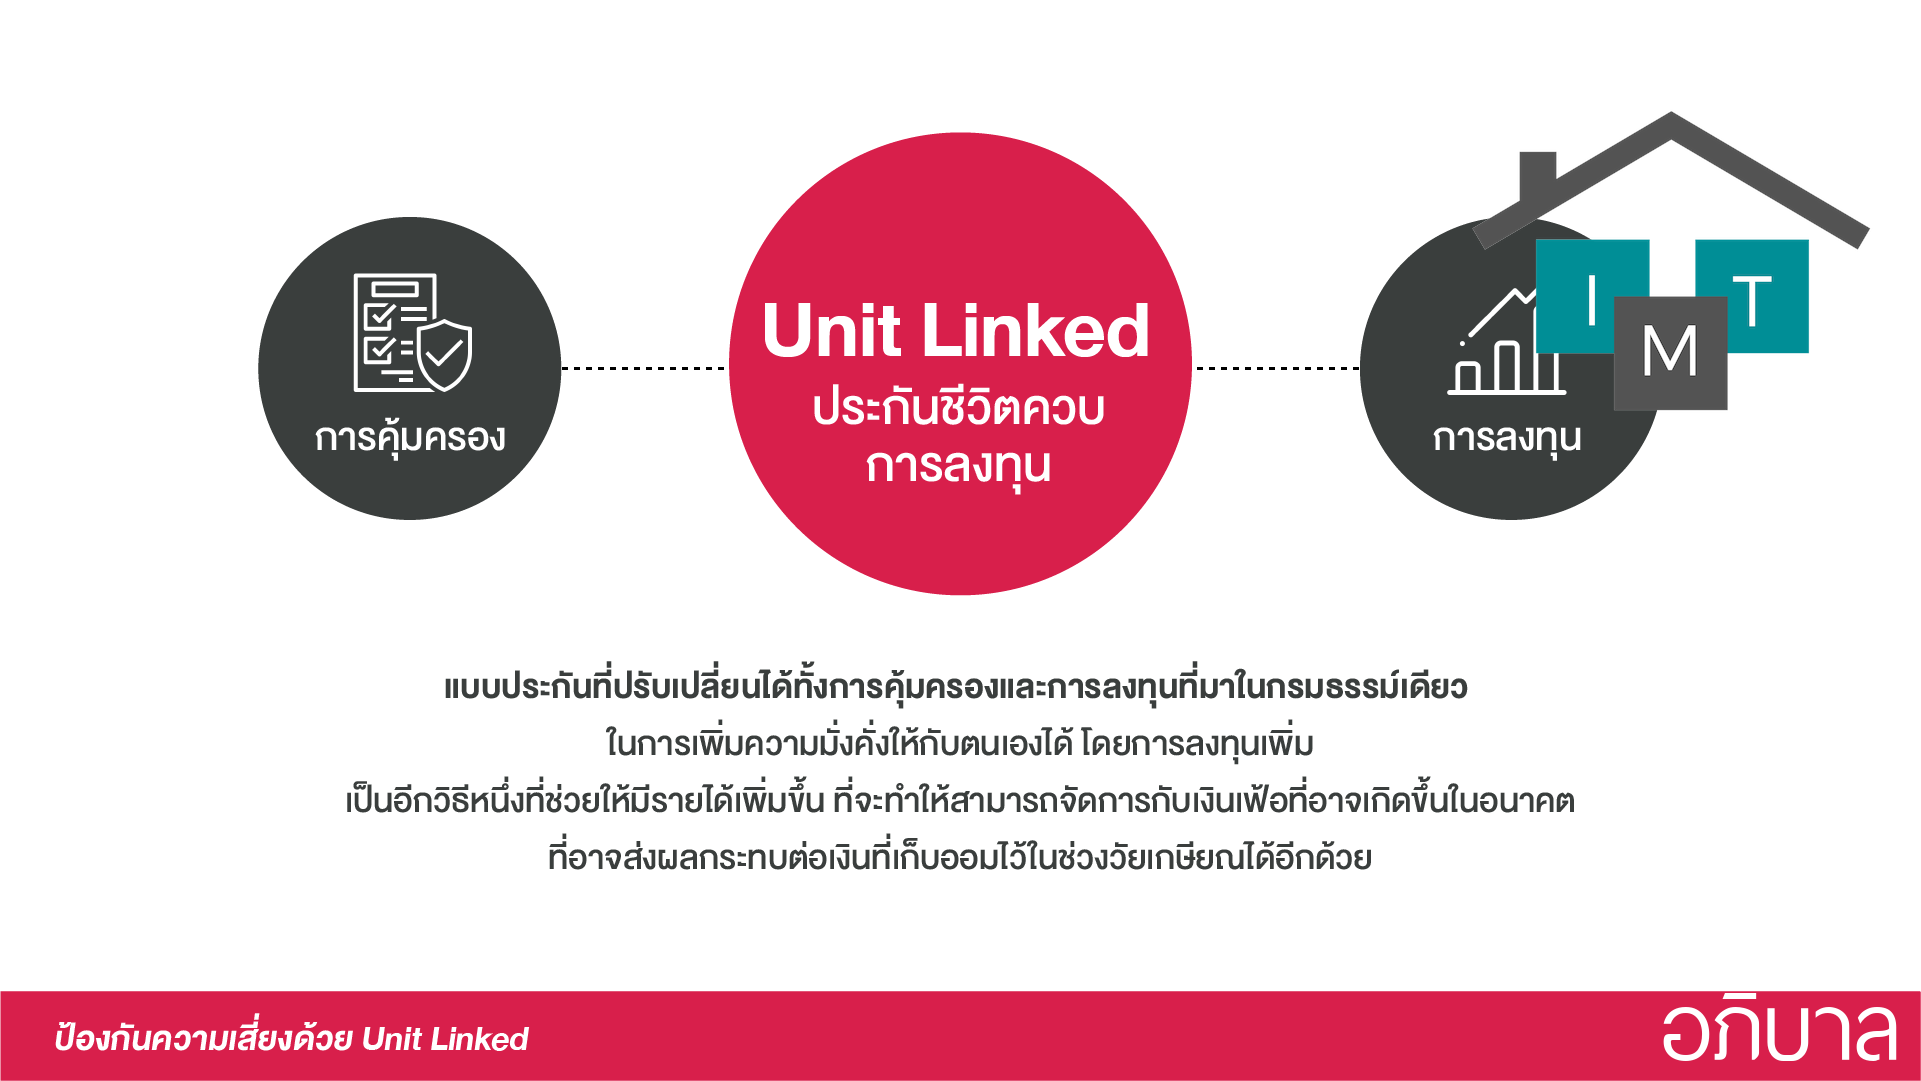 Unit Linked
ประกันชีวิตควบ
การลงทุน
การคุ้มครอง
การลงทุน
I
M
T
แบบประกันที่ปรับเปลี่ยนได้ทั้งการคุ้มครองและการลงทุนที่มาในกรมธรรม์เดียว
ในการเพิ่มความมั่งคั่งให้กับตนเองได้ โดยการลงทุนเพิ่ม
เป็นอีกวิธีหนึ่งที่ช่วยให้มีรายได้เพิ่มขึ้น ที่จะทำให้สามารถจัดการกับเงินเฟ้อที่อาจเกิดขึ้นในอนาคต
ที่อาจส่งผลกระทบต่อเงินที่เก็บออมไว้ในช่วงวัยเกษียณได้อีกด้วย
ป้องกันความเสี่ยงด้วย Unit Linked
อภิบาล